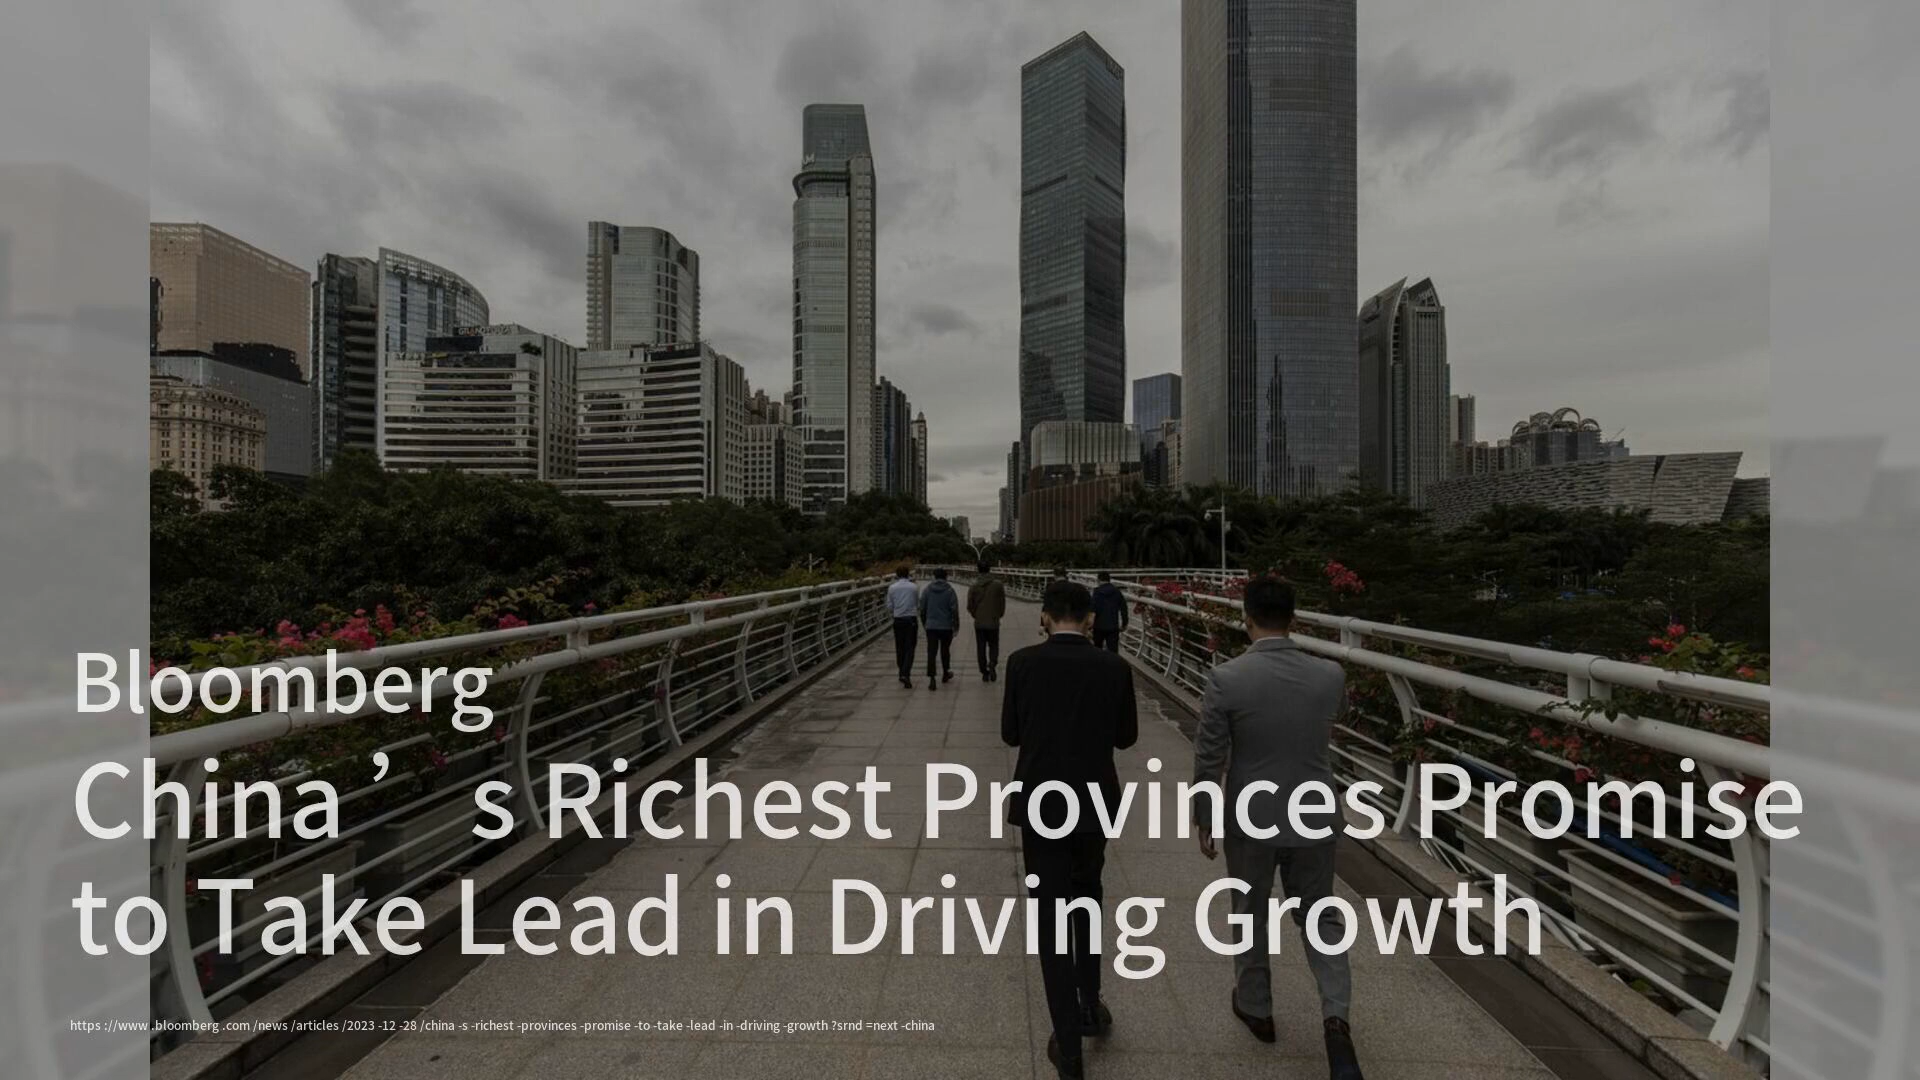 Bloomberg
China’s Richest Provinces Promise
to Take Lead in Driving Growth
https://www.bloomberg.com/news/articles/2023-12-28/china-s-richest-provinces-promise-to-take-lead-in-driving-growth?srnd=next-china